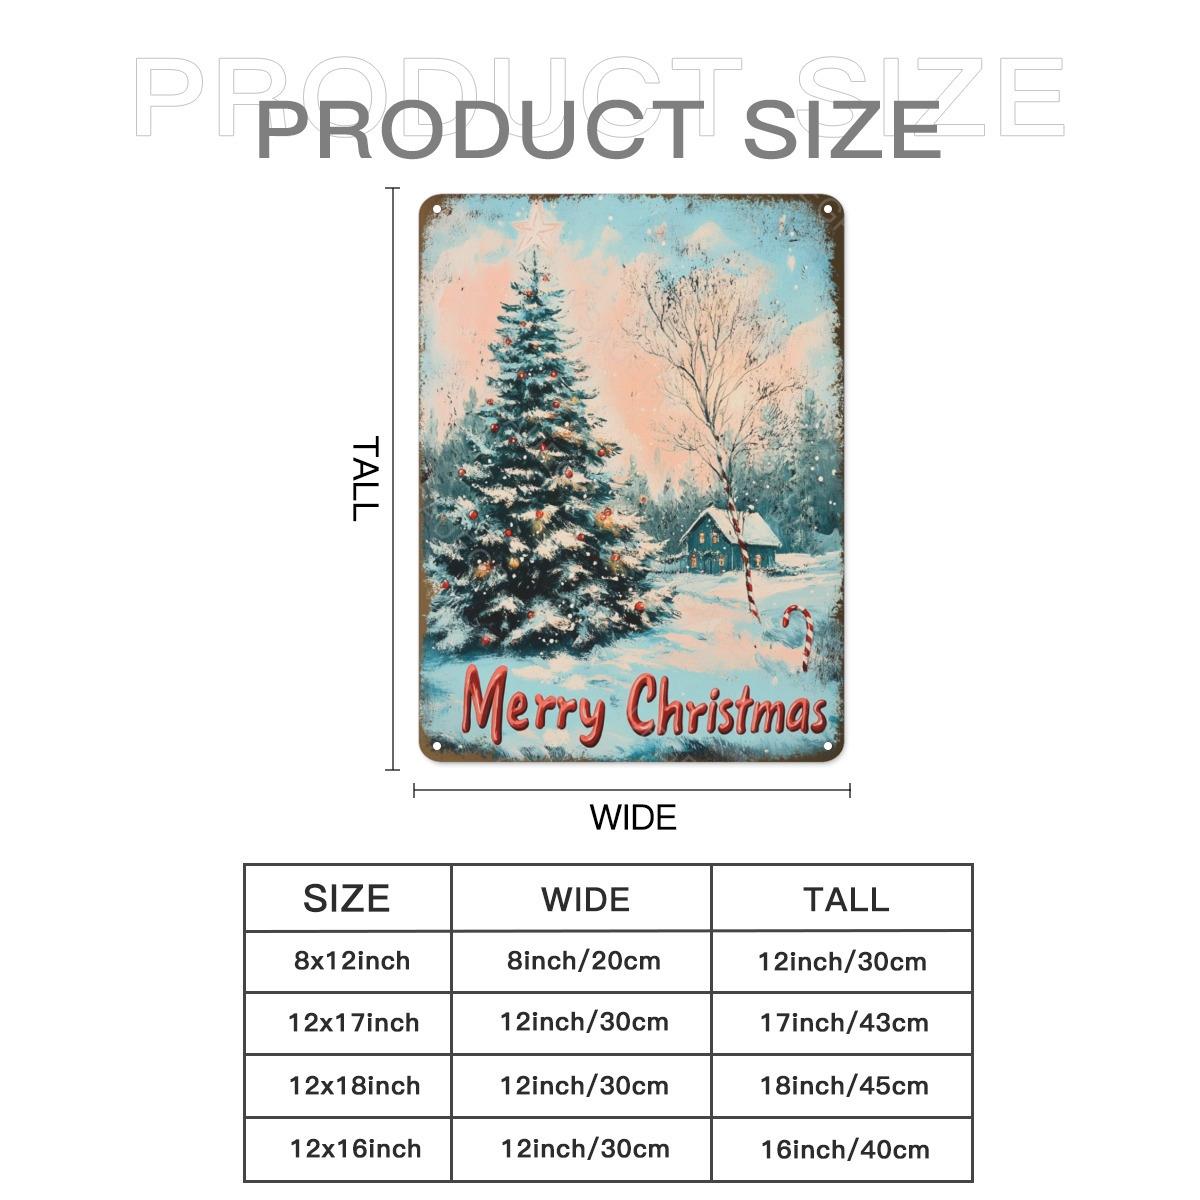 PRODUCT SIZE
PRODUCT SIZE
TALL
Merry Christmas
WIDE
SIZE WIDE TALL
8x12inch 8inch/20cm 12inch/30cm
12x17inch 12inch/30cm 17inch/43cm
12x18inch 12inch/30cm 18inch/45cm
12x16inch 12inch/30cm 16inch/40cm